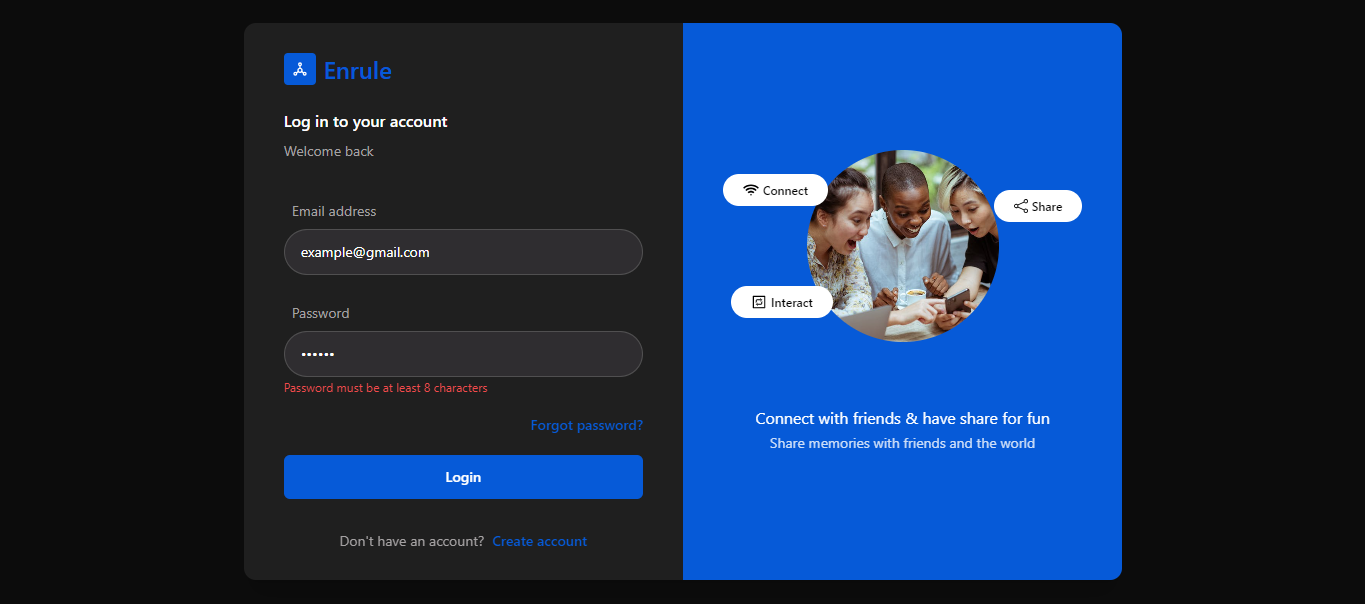 Enrule
Log in to your account
Welcome back
Email address
example@gmail.com
Password
••••••
Password must be at least 8 characters
Forgot password?
Login
Don't have an account? Create account
Connect
Share
Interact
Connect with friends & have share for fun
Share memories with friends and the world